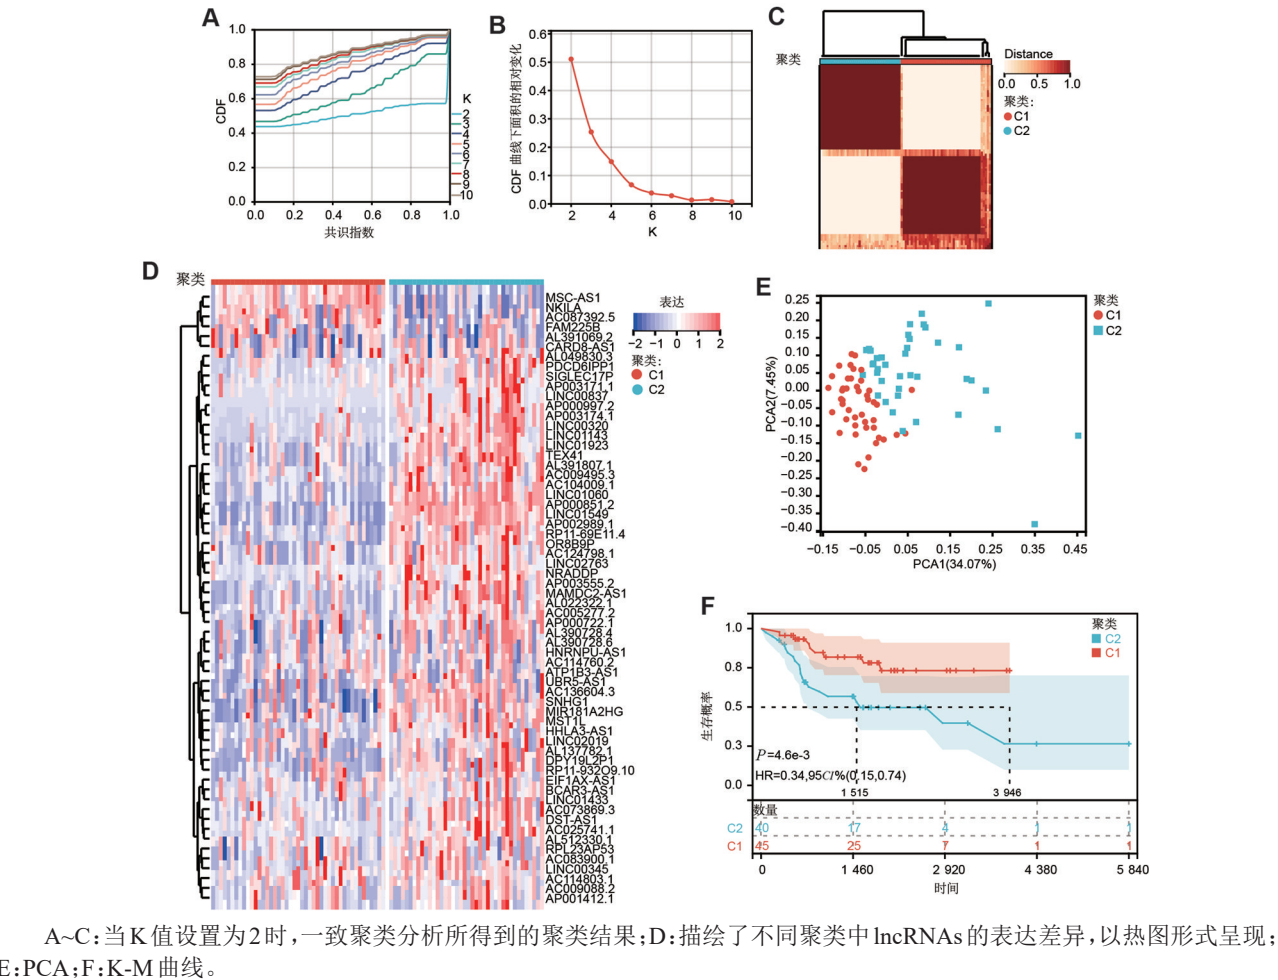 A
1.0
0.8
0.6
0.4
0.2
0.0
CDF
0.0 0.2 0.4 0.6 0.8 1.0
共识指数
K
2
3
4
5
6
7
8
9
10
B
0.6
0.5
0.4
0.3
0.2
0.1
0.0
CDF 曲线下面积的相对变化
2 4 6 8 10
K
C
聚类
Distance
0.0 0.5 1.0
聚类:
C1
C2
D
聚类
MSC-AS1
NKILA
AC087392.5
FAM225B
AL391069.2
CARD8-AS1
AL049830.3
PDCD6IPP1
SIGLEC17P
AP003171.1
LINC00837
AP000997.2
AP003174.1
LINC00320
LINC01143
LINC01923
TEX41
AL391807.1
AC009495.3
AC104009.1
LINC01060
AP000851.2
LINC01549
AP002989.1
RP11-69E11.4
OR8B9P
AC124798.1
LINC02763
NRADDP
AP003555.2
MAMDC2-AS1
AL022322.1
AC005277.2
AP000722.1
AL390728.4
AL390728.6
HNRNPU-AS1
AC114760.2
ATP1B3-AS1
UBR5-AS1
AC136604.3
SNHG1
MIR181A2HG
MST1L
HHLA3-AS1
LINC02019
AL137782.1
DPY19L2P1
RP11-932O9.10
EIF1AX-AS1
BCAR3-AS1
LINC01433
AC073869.3
DST-AS1
AC025741.1
AL512330.1
RPL23AP53
AC083900.1
LINC00345
AC114803.1
AC009088.2
AP001412.1
表达
−2 −1 0 1 2
聚类:
C1
C2
E
0.25
0.20
0.15
0.10
0.05
0.00
−0.05
−0.10
−0.15
−0.20
−0.25
−0.30
−0.35
−0.40
PCA2(7.45%)
−0.15 −0.05 0.05 0.15 0.25 0.35 0.45
PCA1(34.07%)
聚类
C1
C2
F
1.0
0.8
0.5
0.3
0.0
生存概率
聚类
C2
C1
P=4.6e-3
HR=0.34,95CI%(0.15,0.74)
1 515 3 946
数量
C2 40 17 4 1 1
C1 45 25 7 1 1
0 1 460 2 920 4 380 5 840
时间
A~C:当K值设置为2时,一致聚类分析所得到的聚类结果;D:描绘了不同聚类中lncRNAs的表达差异,以热图形式呈现;
E:PCA;F:K-M曲线。